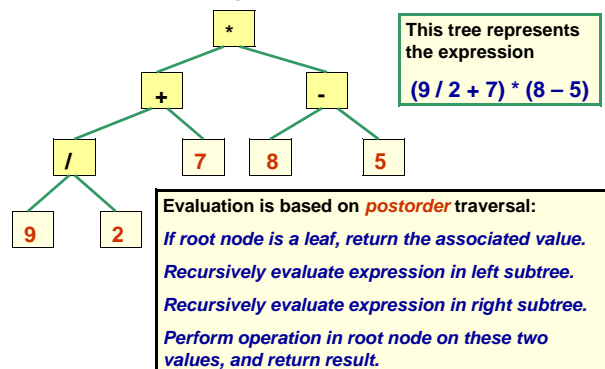 *
This tree represents
the expression
(9 / 2 + 7) * (8 – 5)
+
-
/
7
8
5
9
2
Evaluation is based on postorder traversal:
If root node is a leaf, return the associated value.
Recursively evaluate expression in left subtree.
Recursively evaluate expression in right subtree.
Perform operation in root node on these two
values, and return result.